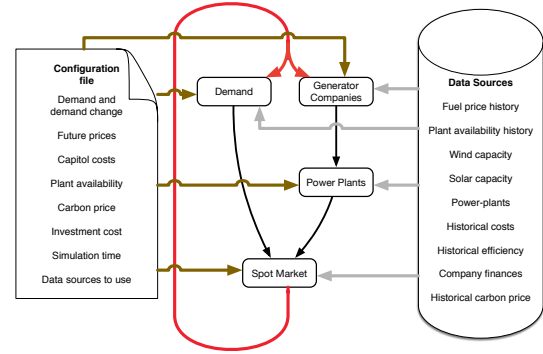 Configuration
file
Demand and
demand change
Future prices
Capitol costs
Plant availability
Carbon price
Investment cost
Simulation time
Data sources to use
Demand
Generator
Companies
Power Plants
Spot Market
Data Sources
Fuel price history
Plant availability history
Wind capacity
Solar capacity
Power-plants
Historical costs
Historical efficiency
Company finances
Historical carbon price